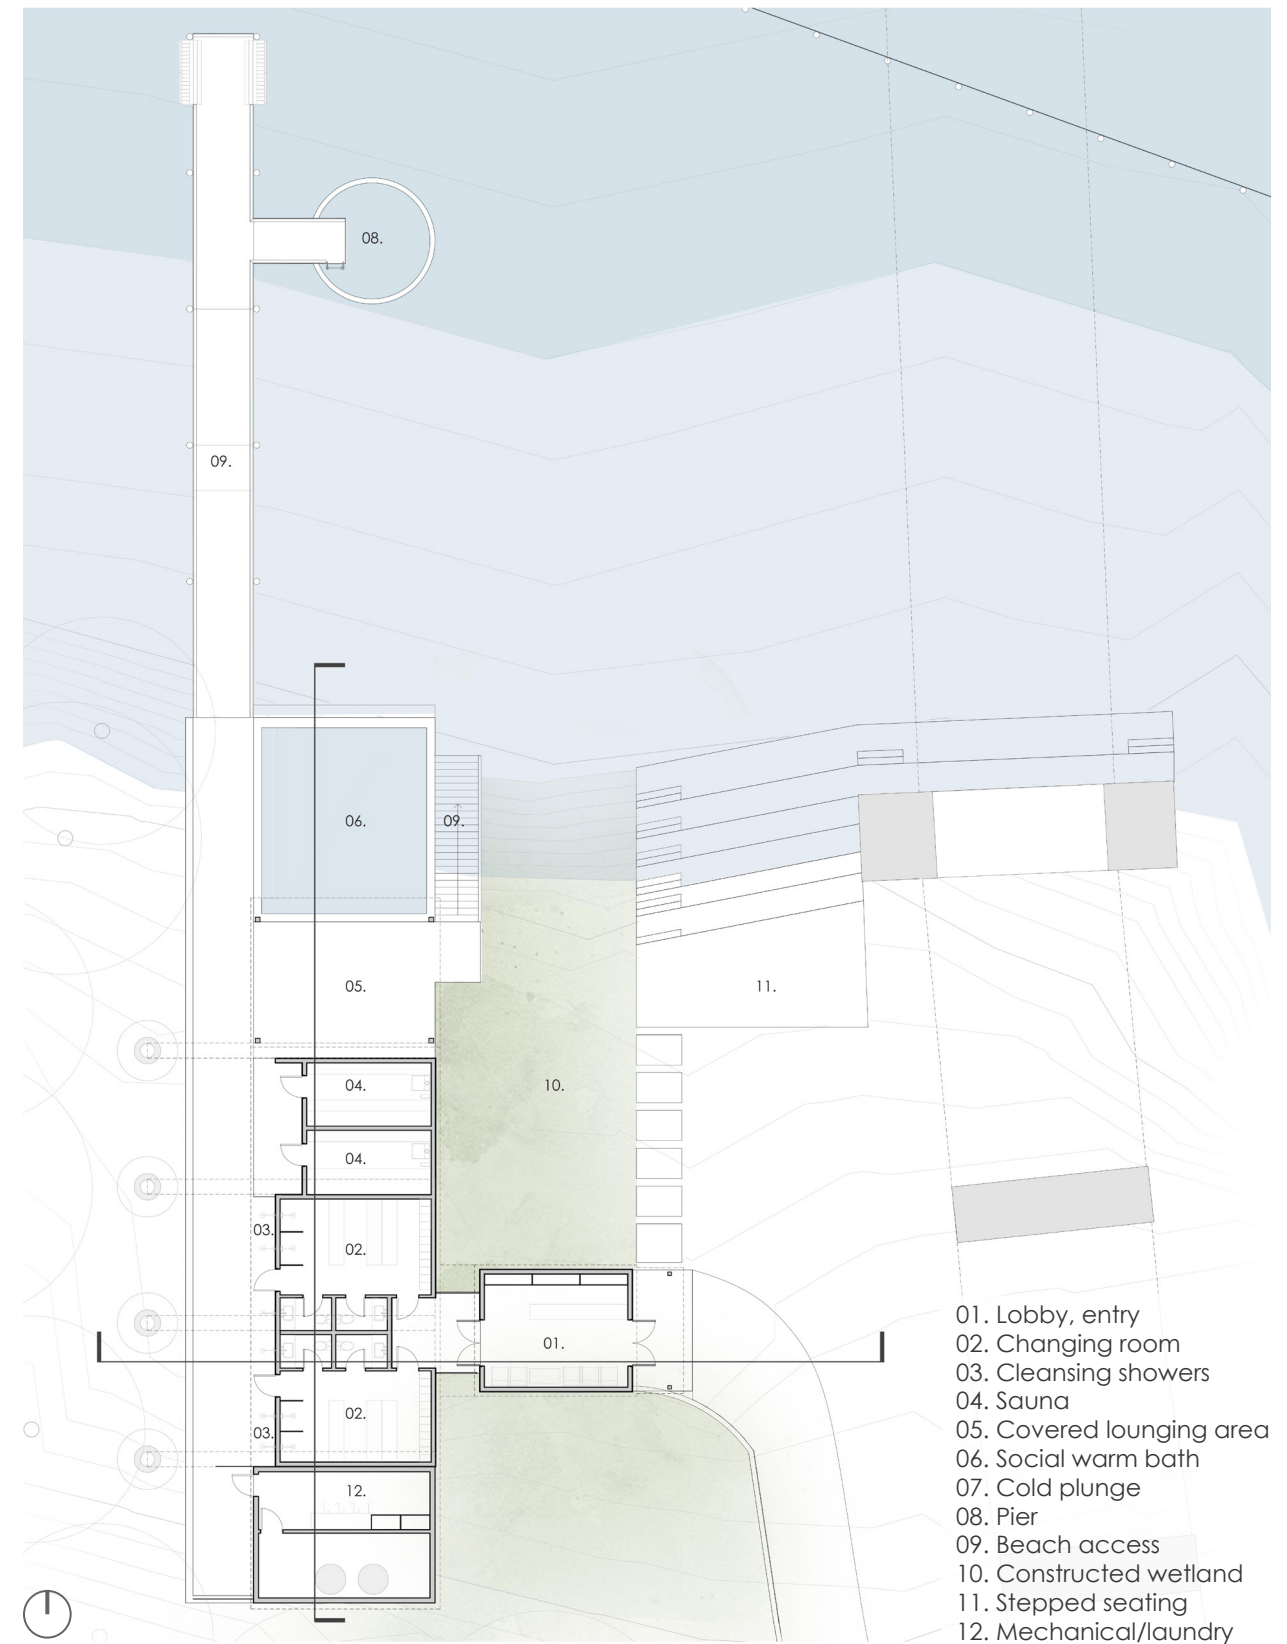 08.
09.
06.
09.
05.
11.
04.
10.
04.
03.
02.
01.
02.
03.
12.
01. Lobby, entry
02. Changing room
03. Cleansing showers
04. Sauna
05. Covered lounging area
06. Social warm bath
07. Cold plunge
08. Pier
09. Beach access
10. Constructed wetland
11. Stepped seating
12. Mechanical/laundry